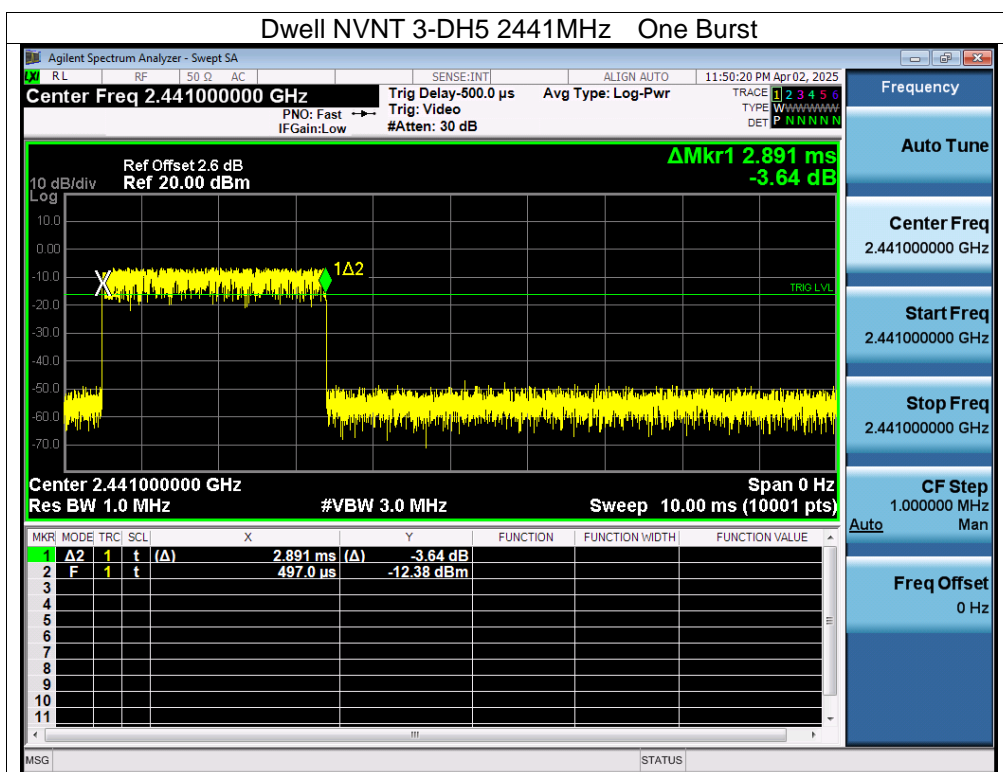 Dwell NVNT 3-DH5 2441MHz One Burst
Agilent Spectrum Analyzer - Swept SA
LXI RL RF 50 Ω AC SENSE:INT ALIGN AUTO 11:50:20 PM Apr 02, 2025
Center Freq 2.441000000 GHz
PNO: Fast
IFGain:Low
Trig Delay-500.0 µs
Trig: Video
#Atten: 30 dB
Avg Type: Log-Pwr
TRACE 1 2 3 4 5 6
TYPE WWWWWWW
DET P N N N N N
Frequency
Auto Tune
Center Freq
2.441000000 GHz
Start Freq
2.441000000 GHz
Stop Freq
2.441000000 GHz
CF Step
1.000000 MHz
Auto Man
Freq Offset
0 Hz
ΔMkr1 2.891 ms
-3.64 dB
Ref Offset 2.6 dB
10 dB/div Ref 20.00 dBm
Log
10.0
0.00
-10.0
-20.0
-30.0
-40.0
-50.0
-60.0
-70.0
X
1Δ2
TRIG LVL
Center 2.441000000 GHz Span 0 Hz
Res BW 1.0 MHz #VBW 3.0 MHz Sweep 10.00 ms (10001 pts)
MKR MODE TRC SCL X Y FUNCTION FUNCTION WIDTH FUNCTION VALUE
1 Δ2 1 t (Δ) 2.891 ms (Δ) -3.64 dB
2 F 1 t 497.0 µs -12.38 dBm
3
4
5
6
7
8
9
10
11
MSG STATUS